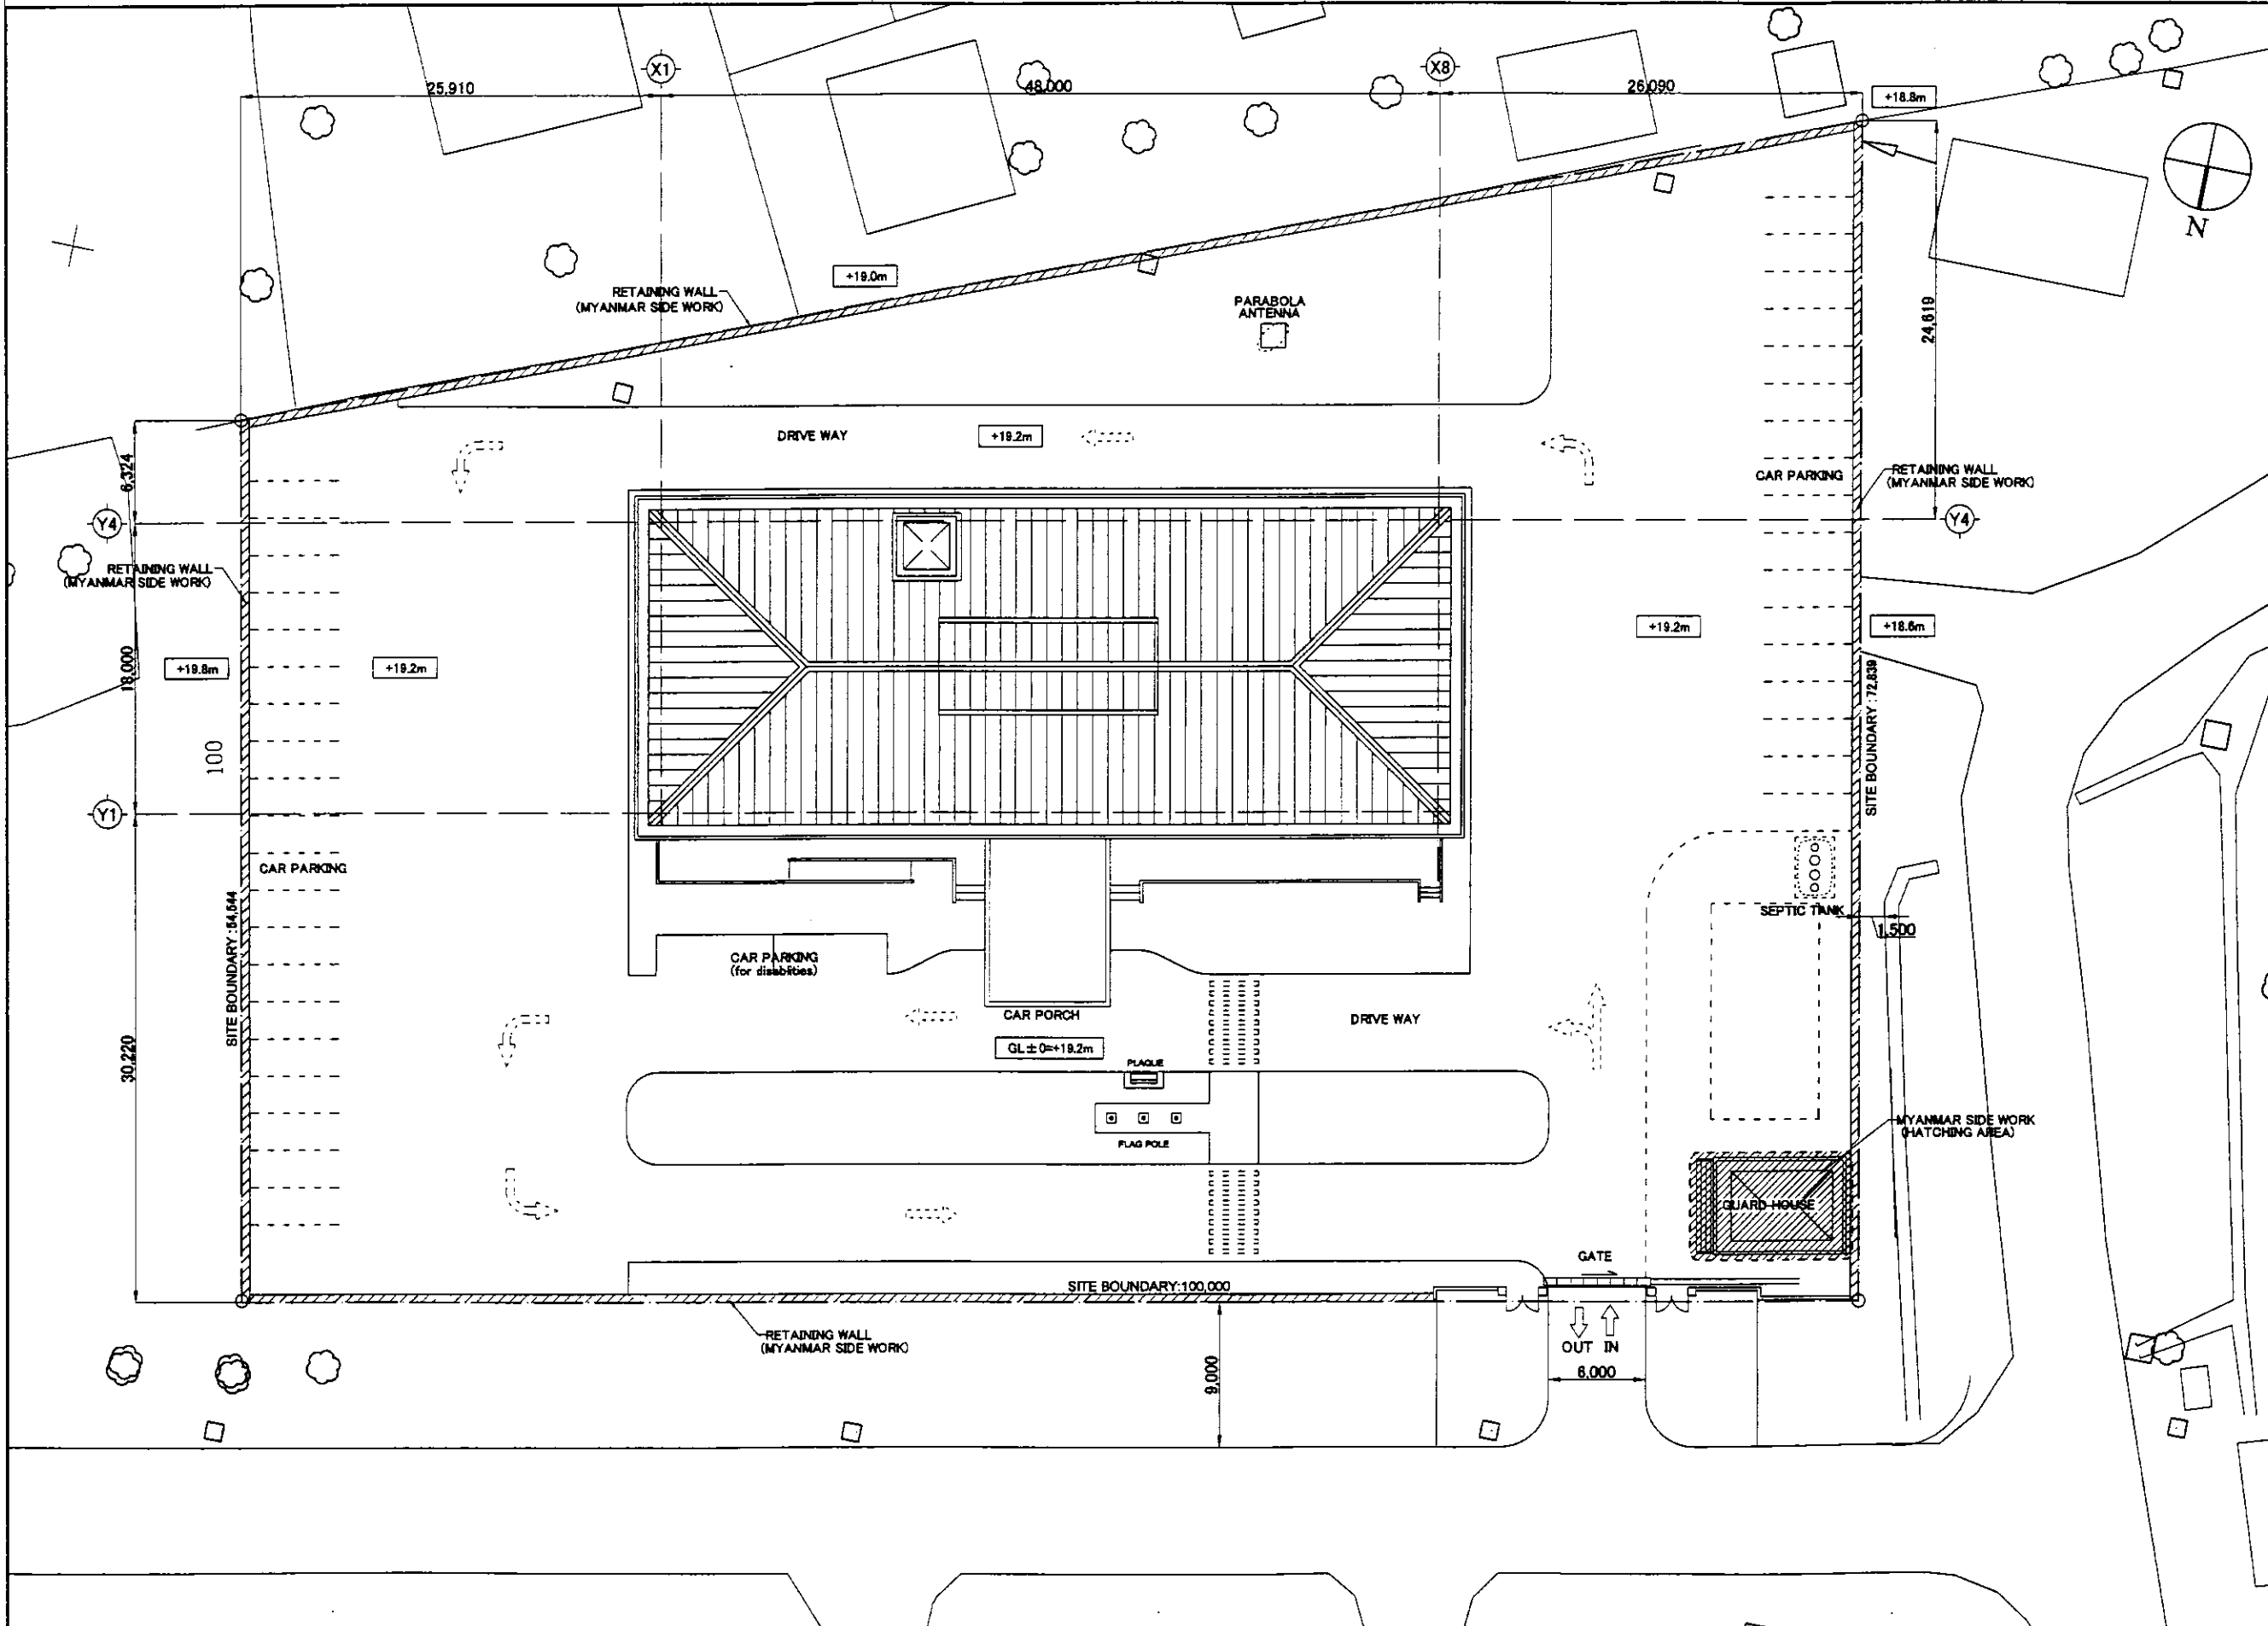 X1
X8
25,910
48,000
26,090
+18.8m
N
+19.0m
RETAINING WALL
(MYANMAR SIDE WORK)
PARABOLA
ANTENNA
24,619
DRIVE WAY
+19.2m
6,324
CAR PARKING
RETAINING WALL
(MYANMAR SIDE WORK)
Y4
Y4
RETAINING WALL
(MYANMAR SIDE WORK)
18,000
+19.8m
+19.2m
+19.2m
+18.6m
SITE BOUNDARY : 72,839
100
Y1
CAR PARKING
SITE BOUNDARY : 54,544
SEPTIC TANK
1,500
CAR PARKING
(for disabilities)
CAR PORCH
DRIVE WAY
GL±0=+19.2m
30,220
PLAQUE
FLAG POLE
MYANMAR SIDE WORK
(HATCHING AREA)
GUARD HOUSE
GATE
SITE BOUNDARY:100,000
RETAINING WALL
(MYANMAR SIDE WORK)
OUT IN
6,000
9,000